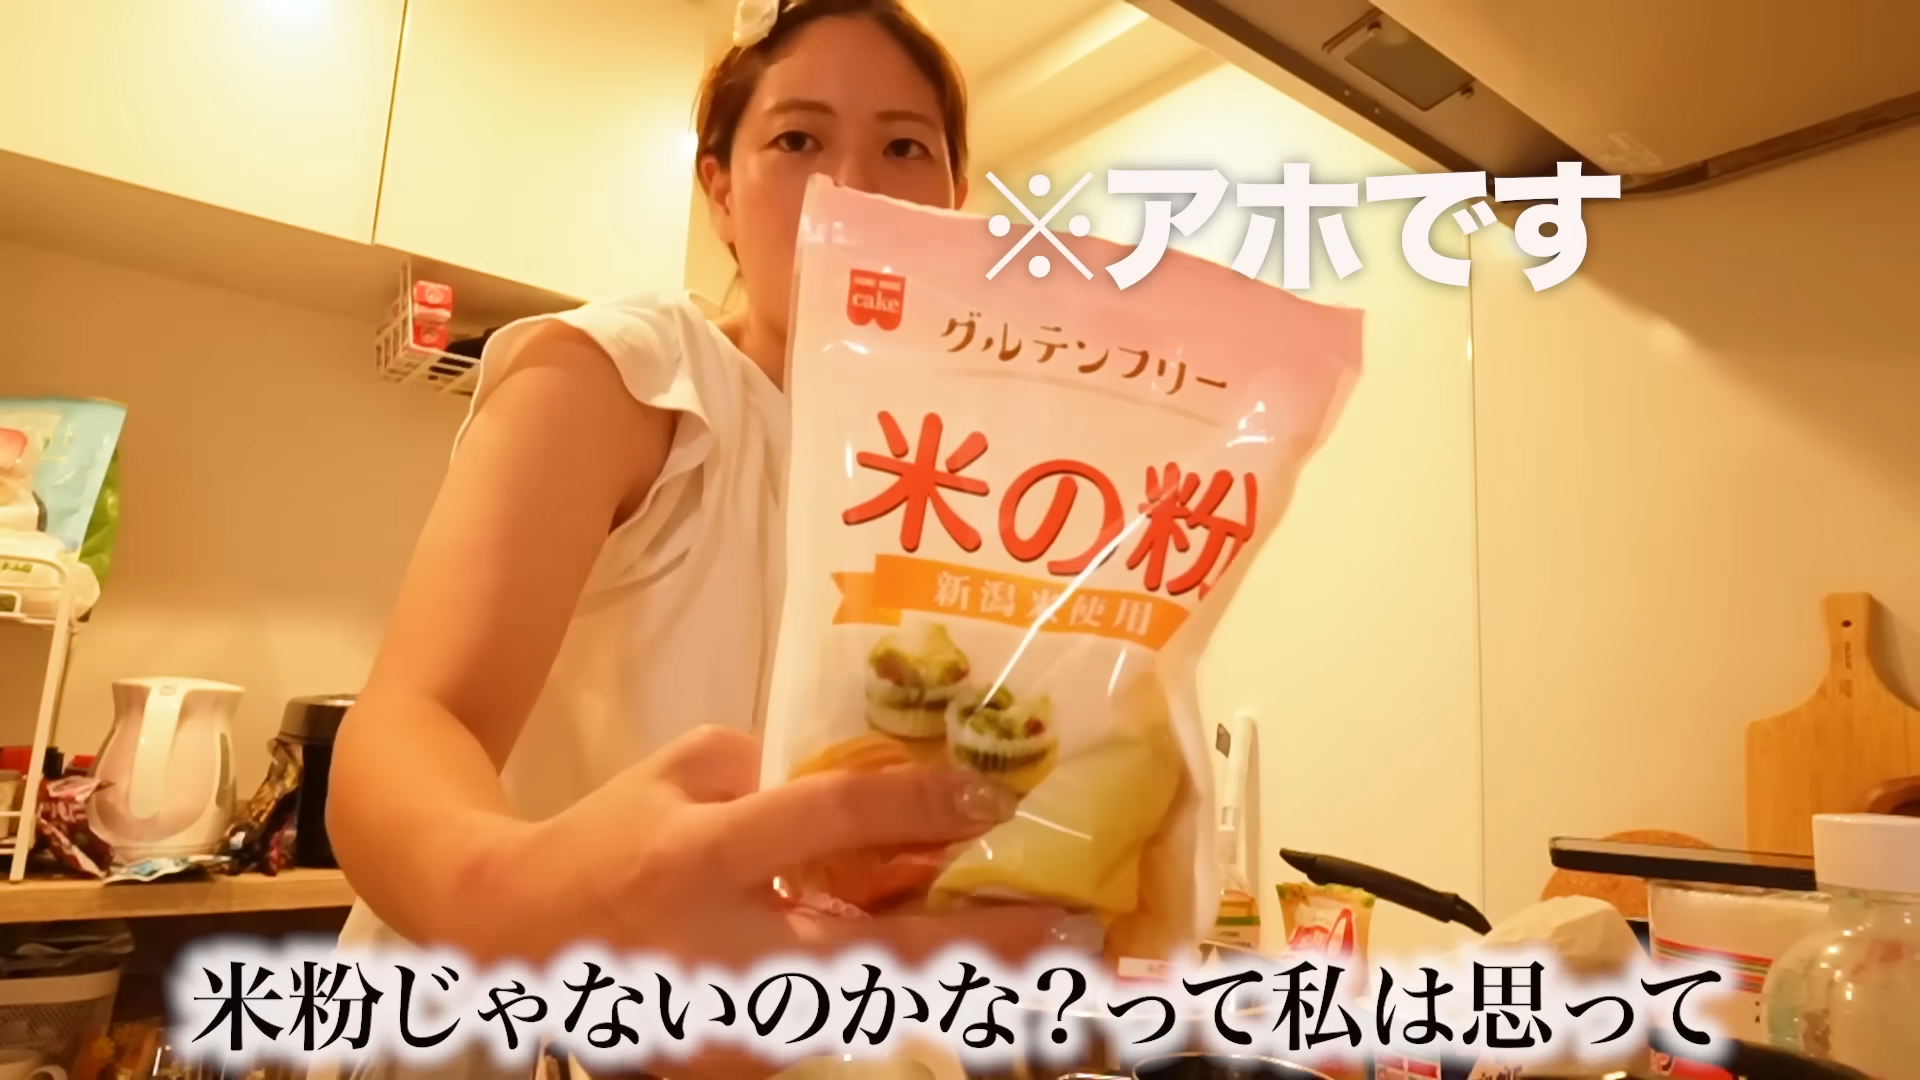 ※アホです
cake
グルテンフリー
米の粉
新潟米使用
米粉じゃないのかな?って私は思って